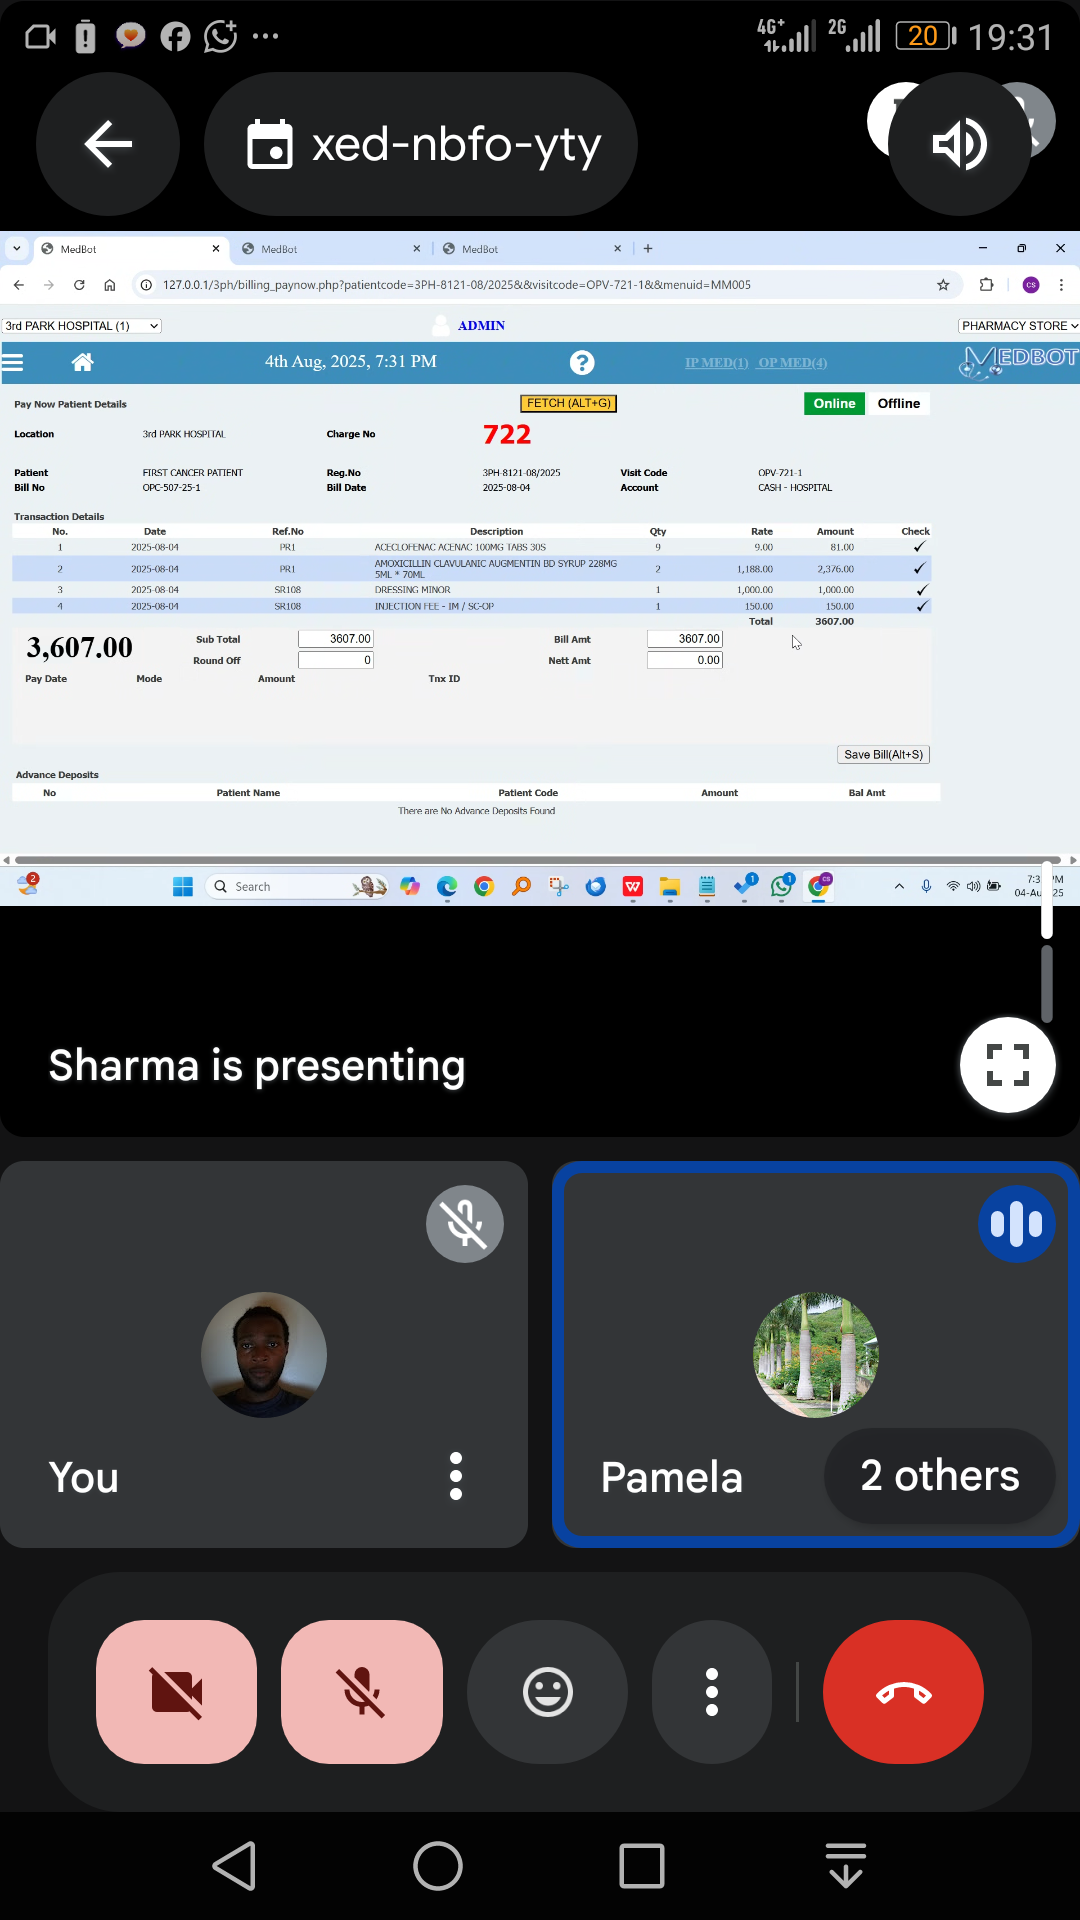 4G+ 2G 20 19:31
xed-nbfo-yty
MedBot MedBot MedBot
127.0.0.1/3ph/billing_paynow.php?patientcode=3PH-8121-08/2025&&visitcode=OPV-721-1&&menuid=MM005
CS
3rd PARK HOSPITAL (1) ADMIN PHARMACY STORE
4th Aug, 2025, 7:31 PM ? IP MED(1) OP MED(4) MEDBOT
Pay Now Patient Details FETCH (ALT+G) Online Offline
Location 3rd PARK HOSPITAL Charge No 722
Patient FIRST CANCER PATIENT Reg.No 3PH-8121-08/2025 Visit Code OPV-721-1
Bill No OPC-507-25-1 Bill Date 2025-08-04 Account CASH - HOSPITAL
Transaction Details
No. Date Ref.No Description Qty Rate Amount Check
1 2025-08-04 PR1 ACECLOFENAC ACENAC 100MG TABS 30S 9 9.00 81.00
2 2025-08-04 PR1 AMOXICILLIN CLAVULANIC AUGMENTIN BD SYRUP 228MG 2 1,188.00 2,376.00
5ML * 70ML
3 2025-08-04 SR108 DRESSING MINOR 1 1,000.00 1,000.00
4 2025-08-04 SR108 INJECTION FEE - IM / SC-OP 1 150.00 150.00
Total 3607.00
3,607.00 Sub Total 3607.00 Bill Amt 3607.00
Round Off 0 Nett Amt 0.00
Pay Date Mode Amount Tnx ID
Save Bill(Alt+S)
Advance Deposits
No Patient Name Patient Code Amount Bal Amt
There are No Advance Deposits Found
2 Search 1 1 CS
Sharma is presenting
You Pamela 2 others